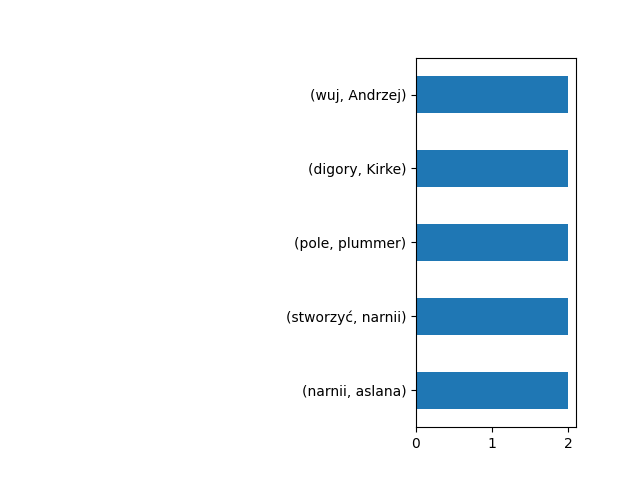 (wuj, Andrzej)
(digory, Kirke)
(pole, plummer)
(stworzyć, narnii)
(narnii, aslana)
0 1 2